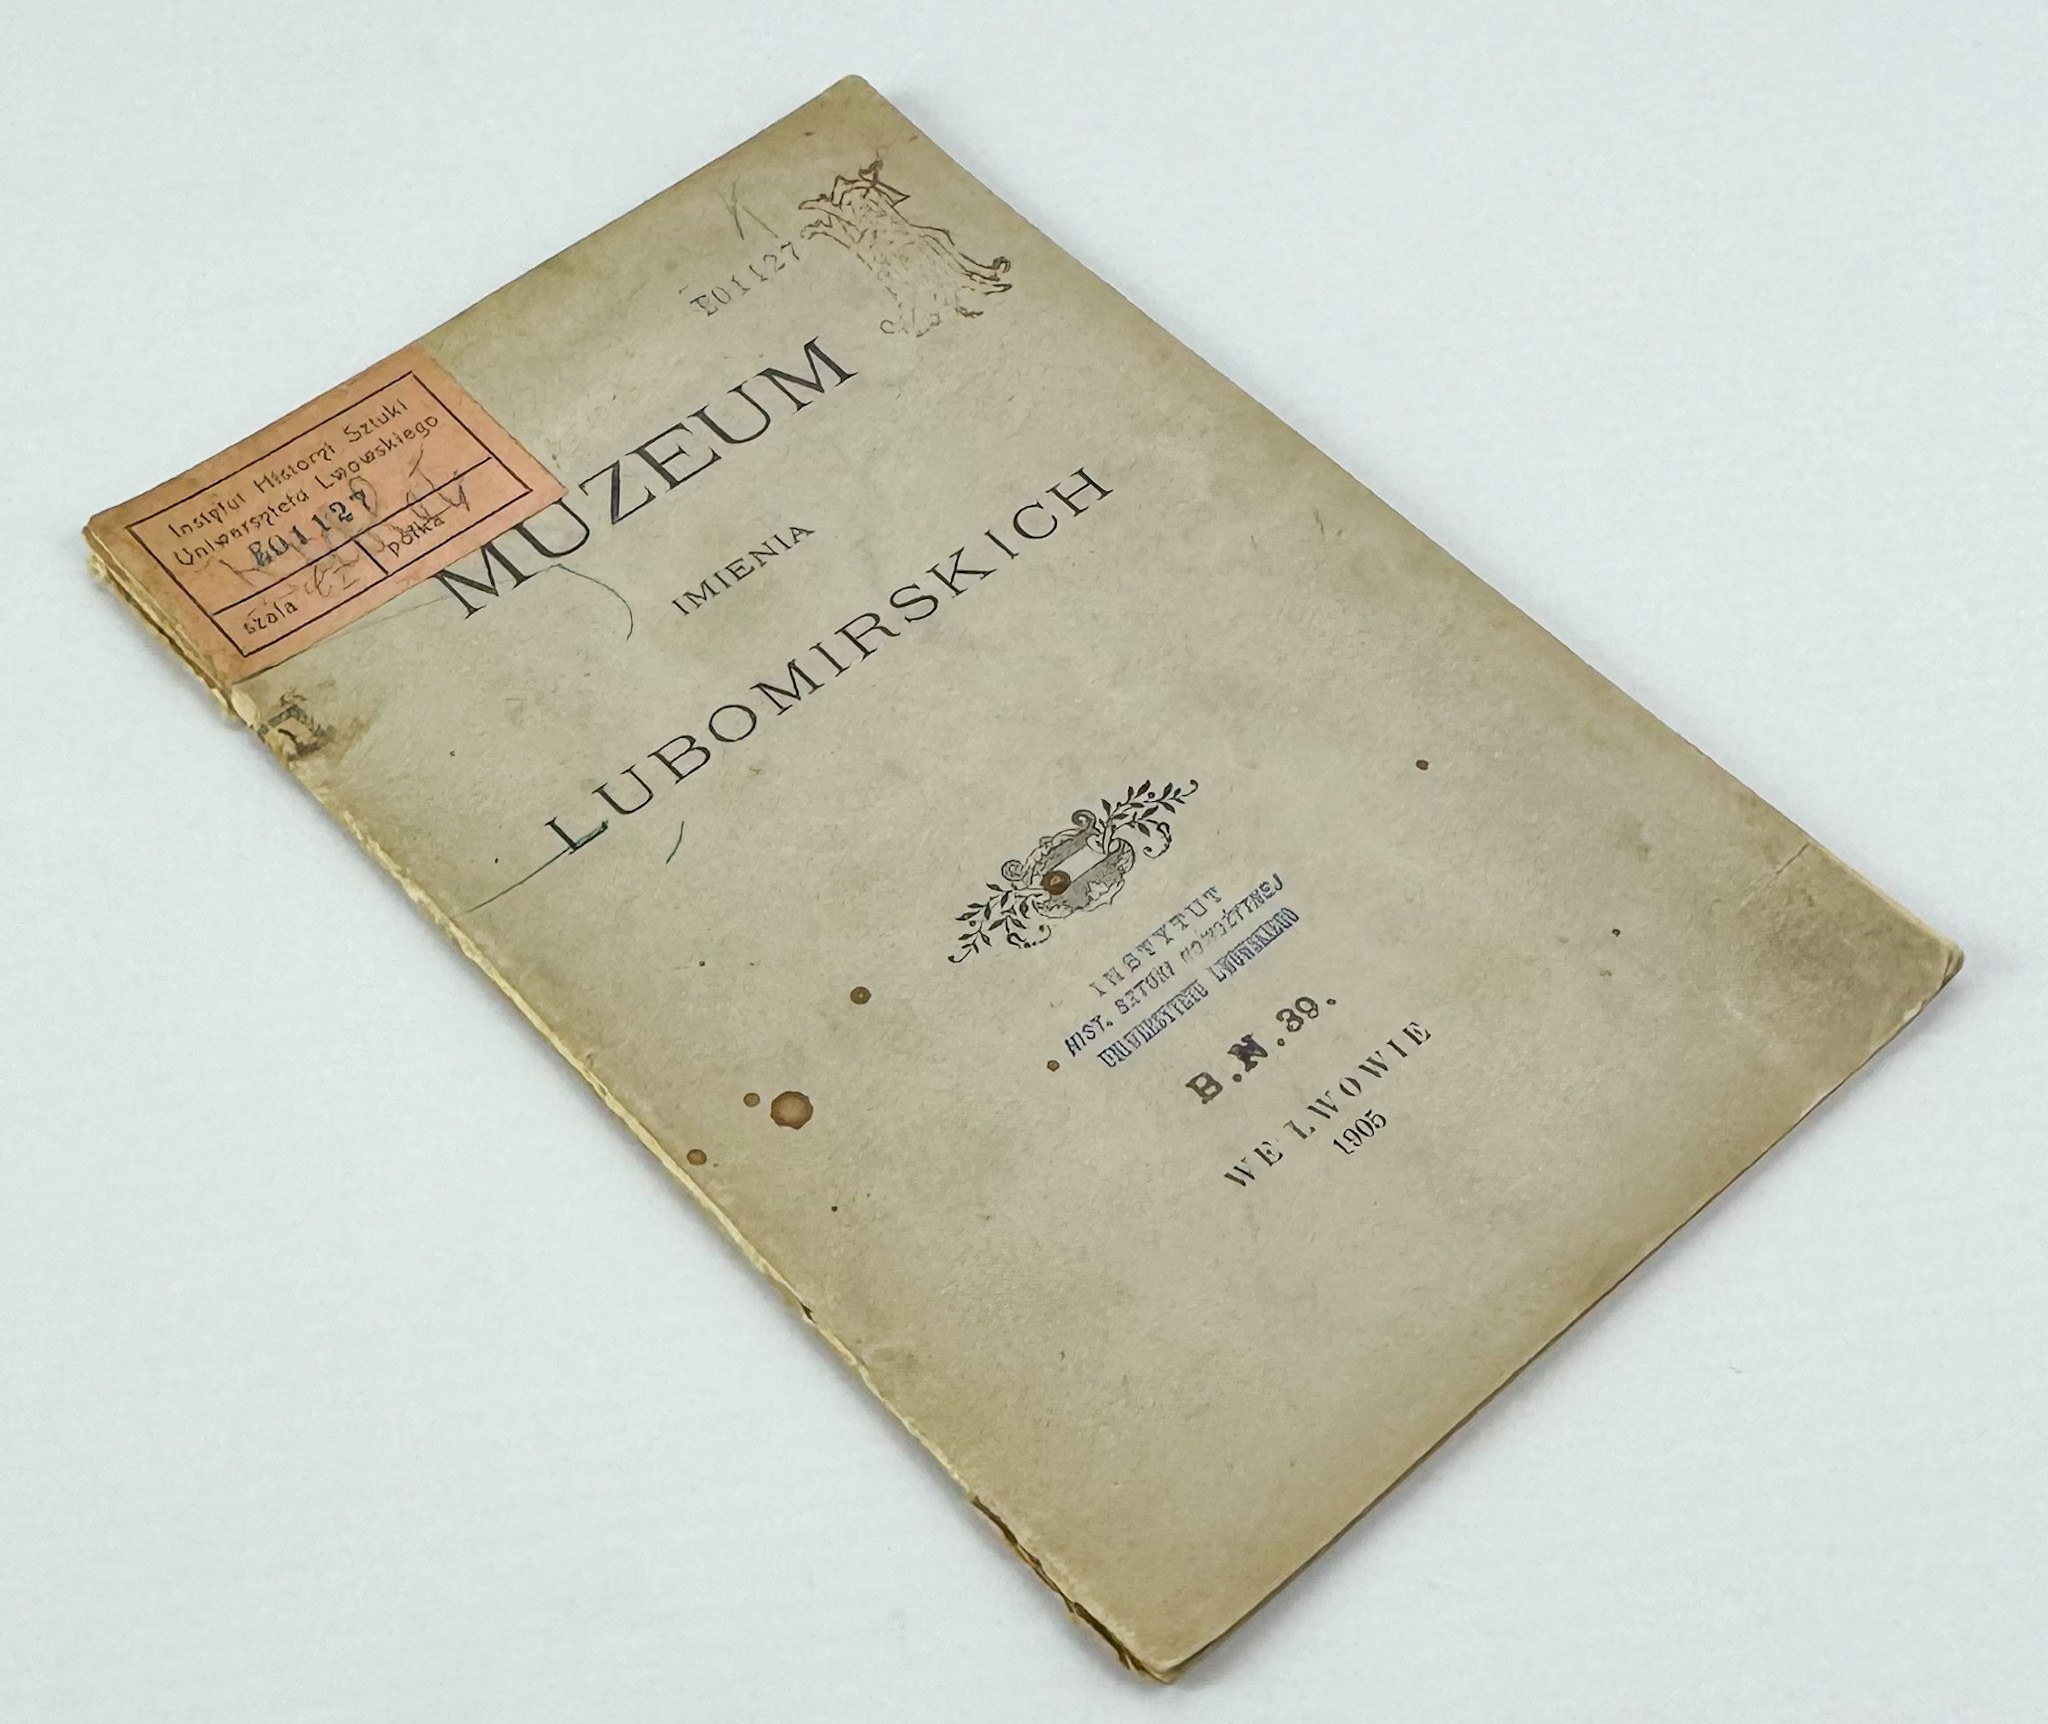 E01127
Instytut Historji Sztuki
Uniwersytetu Lwowskiego
E01127
szafa
półka
MUZEUM
IMIENIA
LUBOMIRSKICH
INSTYTUT
HIST. SZTUKI NOWOŻYTNEJ
UNIWERSYTETU LWOWSKIEGO
B.N.39.
WE LWOWIE
1905